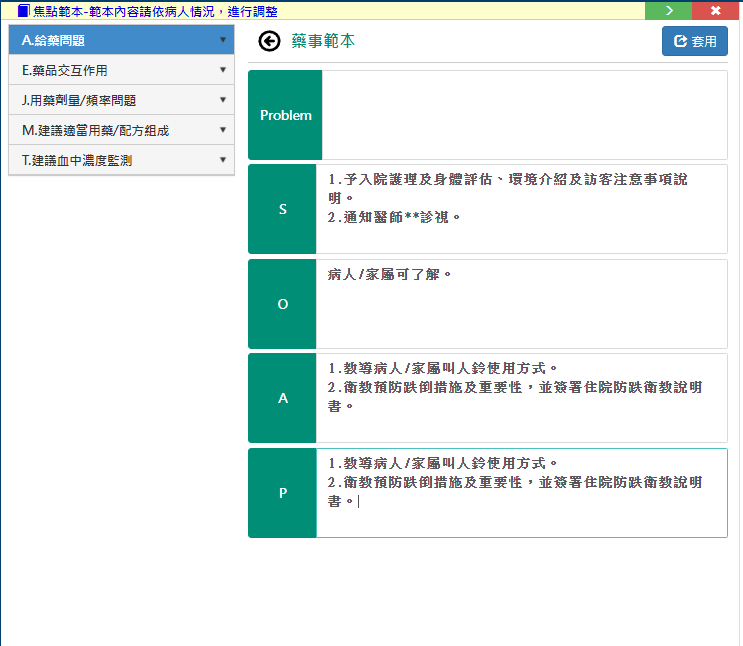 焦點範本-範本內容請依病人情況，進行調整
A.給藥問題
E.藥品交互作用
J.用藥劑量/頻率問題
M.建議適當用藥/配方組成
T.建議血中濃度監測
藥事範本
套用
Problem
S
1.予入院護理及身體評估、環境介紹及訪客注意事項說
明。
2.通知醫師**診視。
O
病人/家屬可了解。
A
1.教導病人/家屬叫人鈴使用方式。
2.衛教預防跌倒措施及重要性，並簽署住院防跌衛教說明
書。
P
1.教導病人/家屬叫人鈴使用方式。
2.衛教預防跌倒措施及重要性，並簽署住院防跌衛教說明
書。